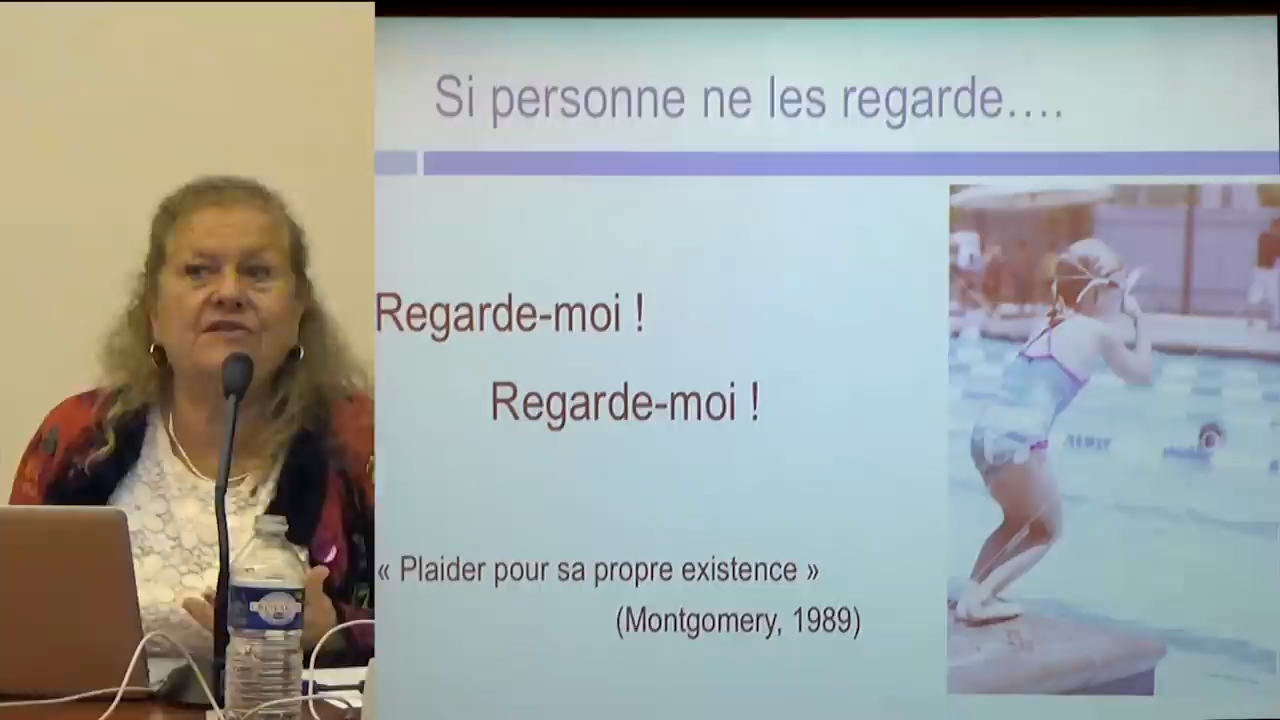 Si personne ne les regarde....
Regarde-moi !
Regarde-moi !
« Plaider pour sa propre existence »
(Montgomery, 1989)